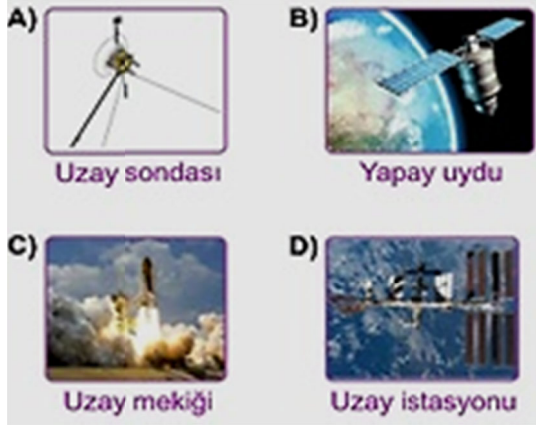 A)
Uzay sondası
B)
Yapay uydu
C)
Uzay mekiği
D)
Uzay istasyonu